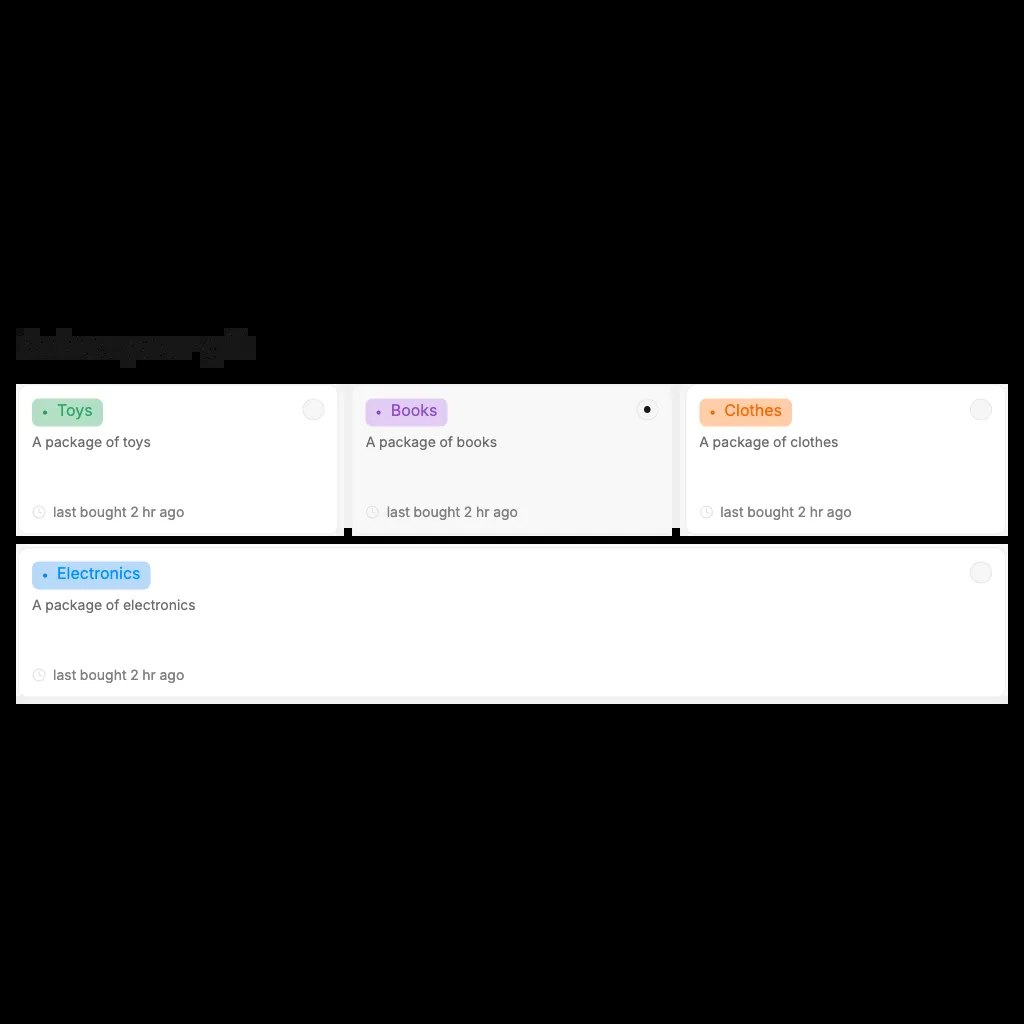 Toys
A package of toys
last bought 2 hr ago
Books
A package of books
last bought 2 hr ago
Clothes
A package of clothes
last bought 2 hr ago
Electronics
A package of electronics
last bought 2 hr ago